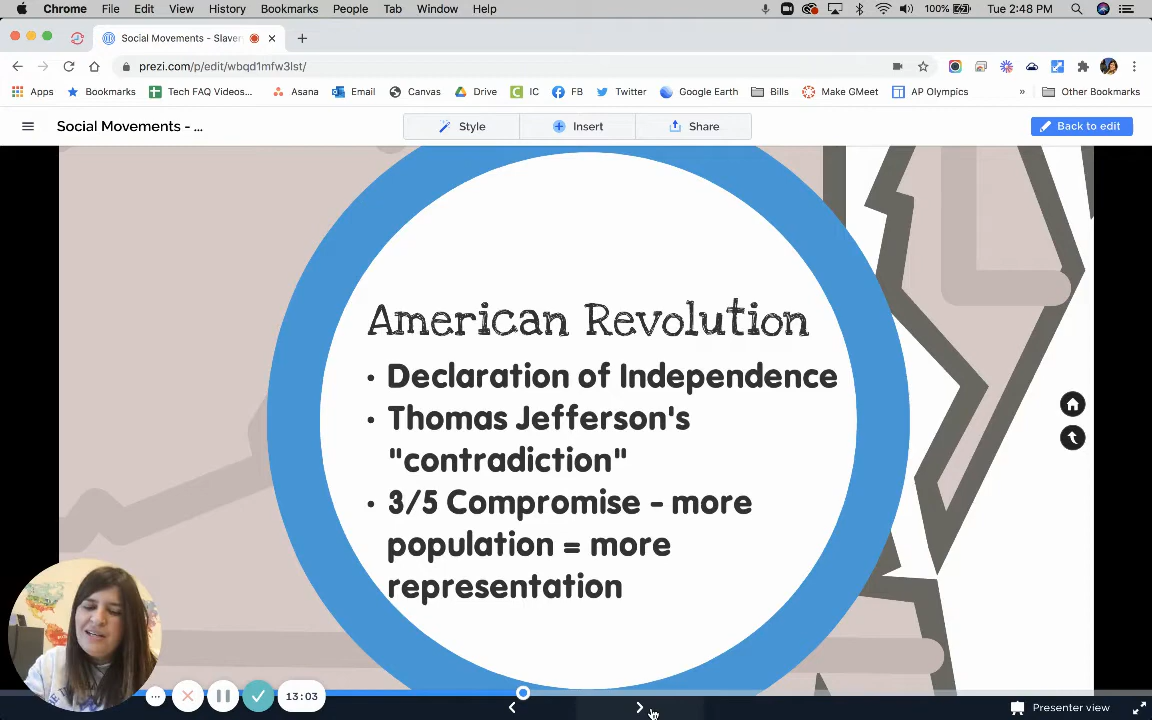 Chrome File Edit View History Bookmarks People Tab Window Help 100% Tue 2:48 PM
Social Movements - Slaver
prezi.com/p/edit/wbqd1mfw3lst/
Apps Bookmarks Tech FAQ Videos... Asana Email Canvas Drive IC FB Twitter Google Earth Bills Make GMeet AP Olympics » Other Bookmarks
Social Movements - ... Style Insert Share Back to edit
American Revolution
• Declaration of Independence
• Thomas Jefferson's
"contradiction"
• 3/5 Compromise - more
population = more
representation
13:03
Presenter view